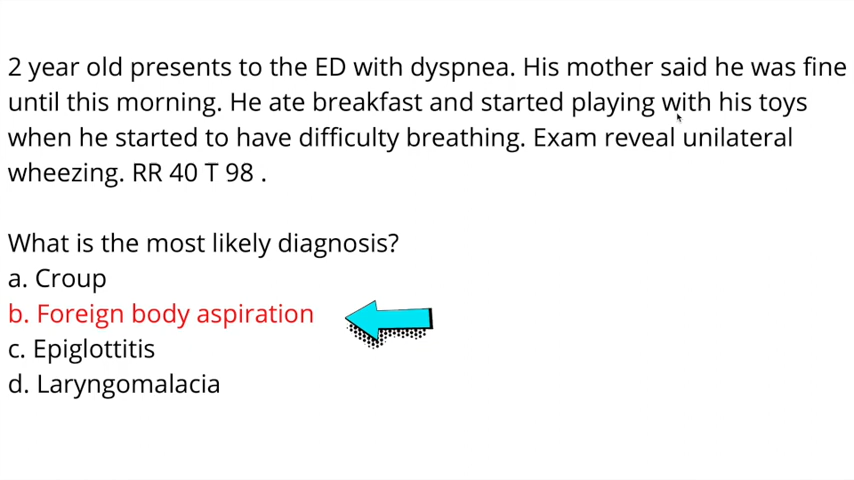 2 year old presents to the ED with dyspnea. His mother said he was fine
until this morning. He ate breakfast and started playing with his toys
when he started to have difficulty breathing. Exam reveal unilateral
wheezing. RR 40 T 98 .
What is the most likely diagnosis?
a. Croup
b. Foreign body aspiration
c. Epiglottitis
d. Laryngomalacia